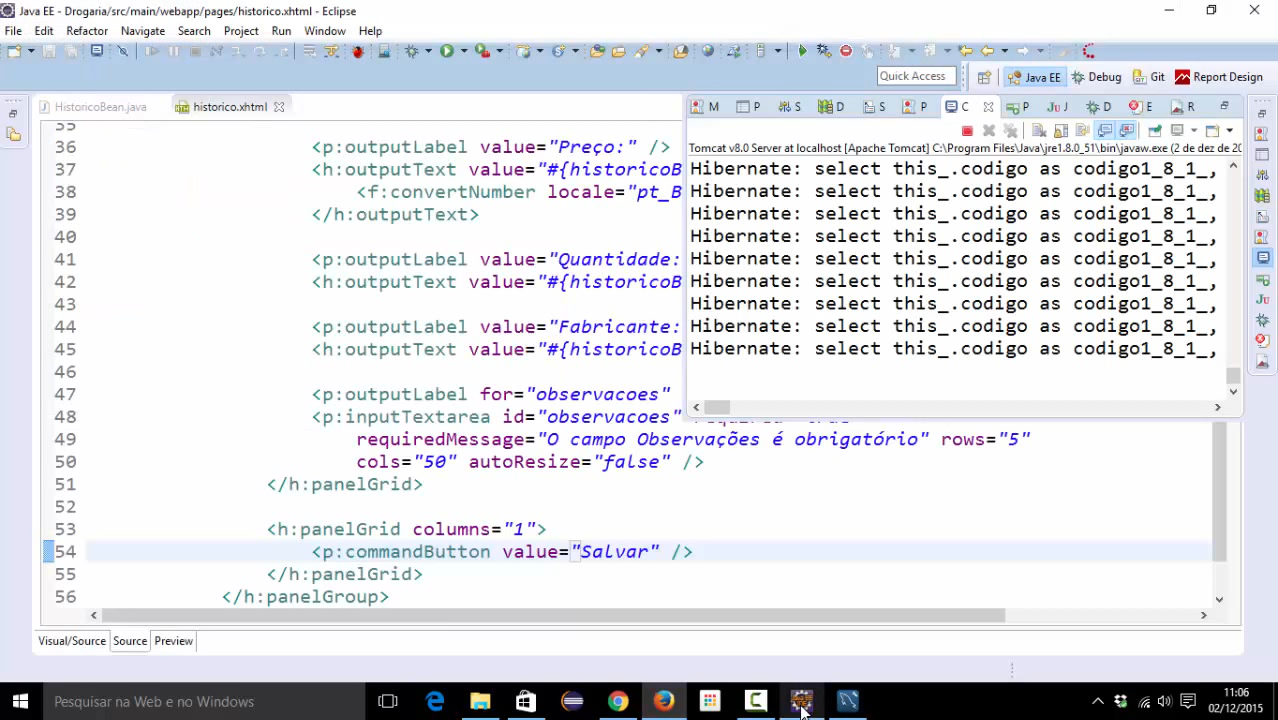 Java EE - Drogaria/src/main/webapp/pages/historico.xhtml - Eclipse
File Edit Refactor Navigate Search Project Run Window Help
Quick Access
Java EE Debug Git Report Design
HistoricoBean.java historico.xhtml
M P S D S P C P J D E R
Tomcat v8.0 Server at localhost [Apache Tomcat] C:\Program Files\Java\jre1.8.0_51\bin\javaw.exe (2 de dez de 20
Hibernate: select this_.codigo as codigo1_8_1_,
Hibernate: select this_.codigo as codigo1_8_1_,
Hibernate: select this_.codigo as codigo1_8_1_,
Hibernate: select this_.codigo as codigo1_8_1_,
Hibernate: select this_.codigo as codigo1_8_1_,
Hibernate: select this_.codigo as codigo1_8_1_,
Hibernate: select this_.codigo as codigo1_8_1_,
Hibernate: select this_.codigo as codigo1_8_1_,
Hibernate: select this_.codigo as codigo1_8_1_,
35
36 <p:outputLabel value="Preço:" />
37 <h:outputText value="#{historicoB
38 <f:convertNumber locale="pt_B
39 </h:outputText>
40
41 <p:outputLabel value="Quantidade:
42 <h:outputText value="#{historicoB
43
44 <p:outputLabel value="Fabricante:
45 <h:outputText value="#{historicoB
46
47 <p:outputLabel for="observacoes"
48 <p:inputTextarea id="observacoes"
49 requiredMessage="O campo Observações é obrigatório" rows="5"
50 cols="50" autoResize="false" />
51 </h:panelGrid>
52
53 <h:panelGrid columns="1">
54 <p:commandButton value="Salvar" />
55 </h:panelGrid>
56 </h:panelGroup>
Visual/Source Source Preview
Pesquisar na Web e no Windows
11:06
02/12/2015